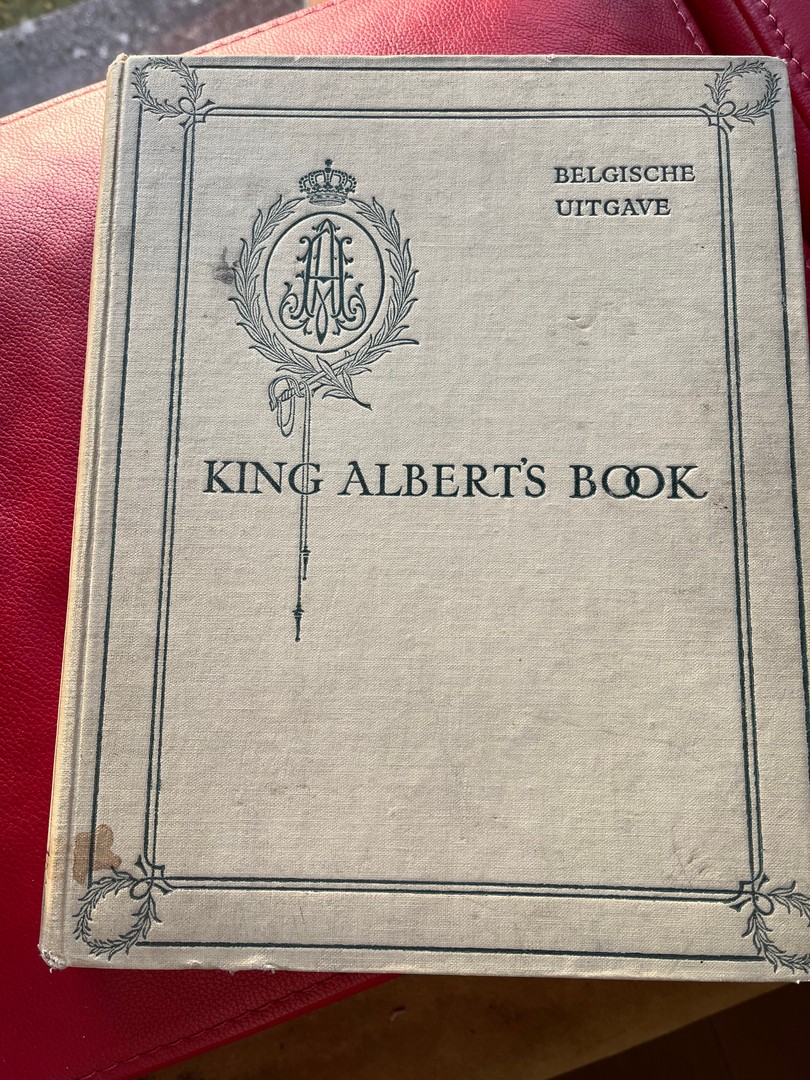 BELGISCHE
UITGAVE
A
KING ALBERT'S BOOK